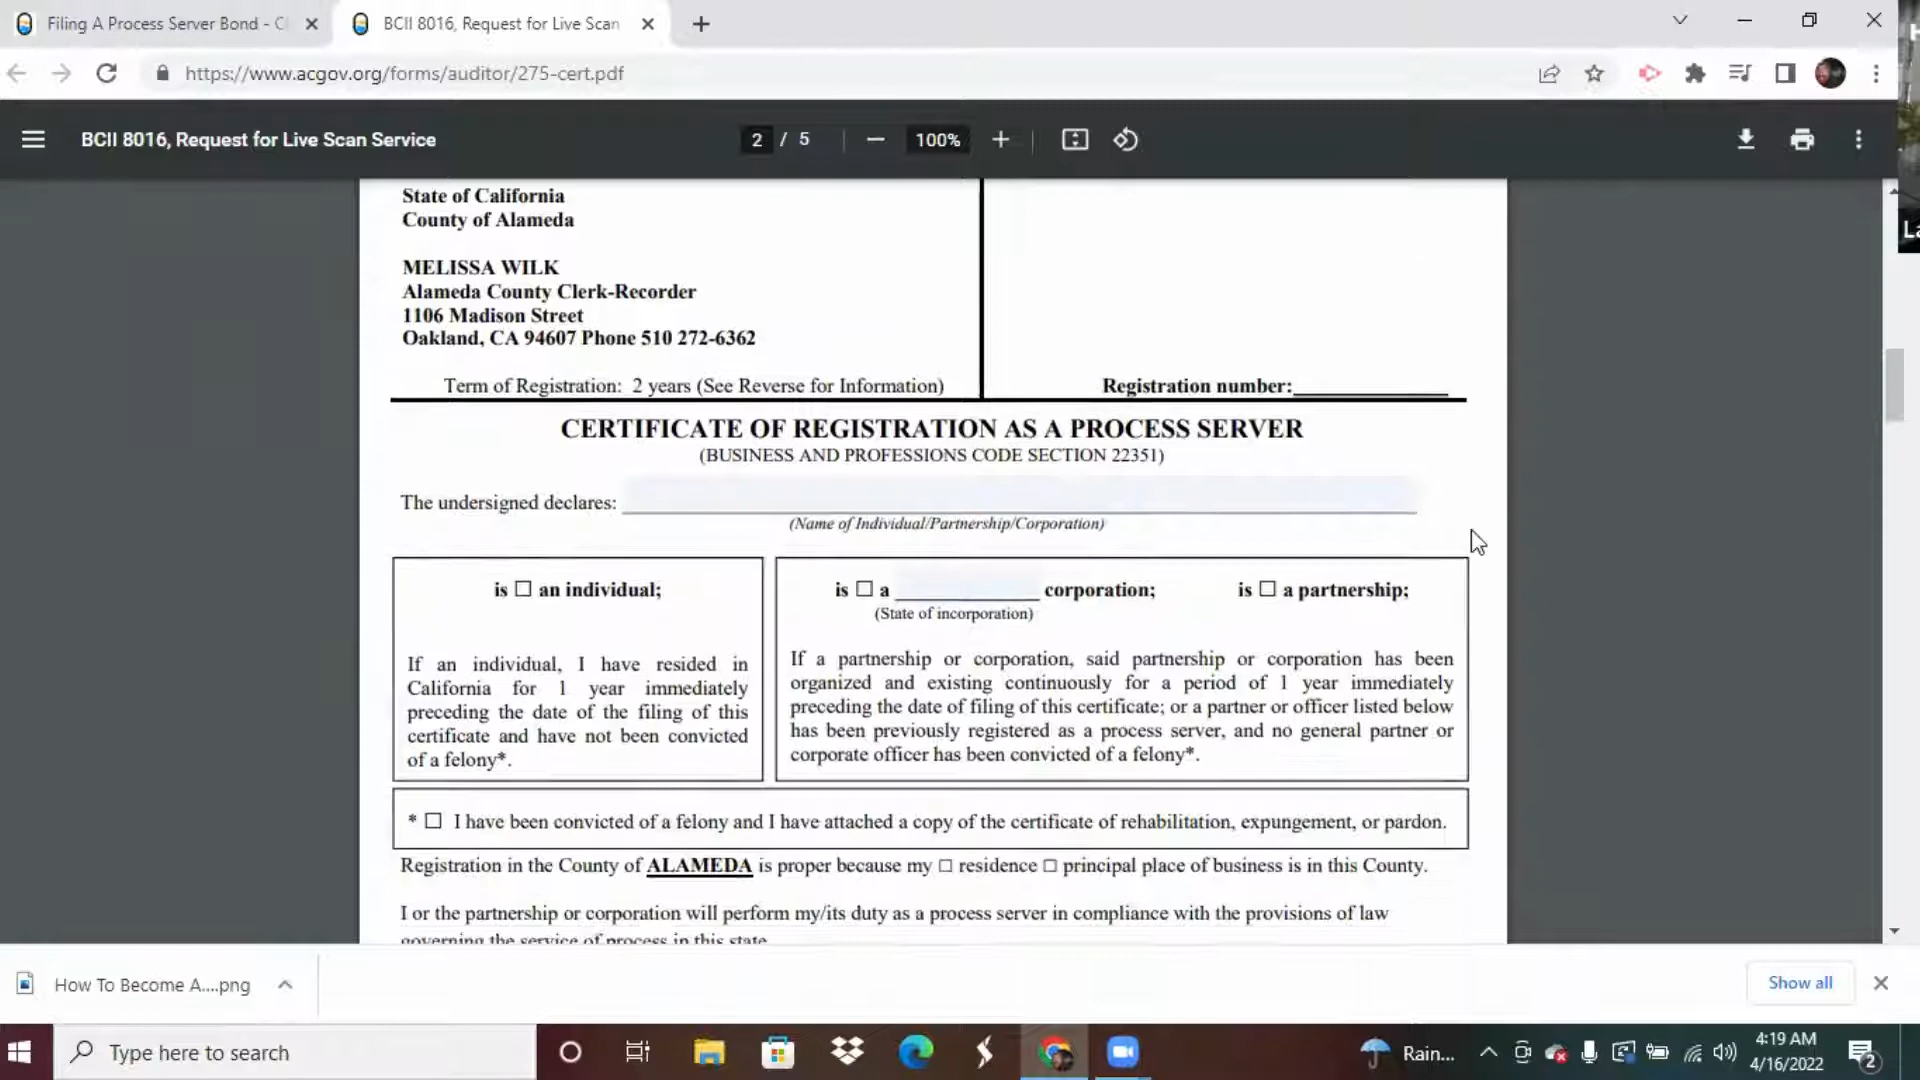 Filing A Process Server Bond - C
BCII 8016, Request for Live Scan
https://www.acgov.org/forms/auditor/275-cert.pdf
BCII 8016, Request for Live Scan Service
2 / 5
100%
State of California
County of Alameda
MELISSA WILK
Alameda County Clerk-Recorder
1106 Madison Street
Oakland, CA 94607 Phone 510 272-6362
Term of Registration: 2 years (See Reverse for Information)
Registration number:
CERTIFICATE OF REGISTRATION AS A PROCESS SERVER
(BUSINESS AND PROFESSIONS CODE SECTION 22351)
The undersigned declares:
(Name of Individual/Partnership/Corporation)
is ☐ an individual;
If an individual, I have resided in
California for 1 year immediately
preceding the date of the filing of this
certificate and have not been convicted
of a felony*.
is ☐ a corporation; is ☐ a partnership;
(State of incorporation)
If a partnership or corporation, said partnership or corporation has been
organized and existing continuously for a period of 1 year immediately
preceding the date of filing of this certificate; or a partner or officer listed below
has been previously registered as a process server, and no general partner or
corporate officer has been convicted of a felony*.
* ☐ I have been convicted of a felony and I have attached a copy of the certificate of rehabilitation, expungement, or pardon.
Registration in the County of ALAMEDA is proper because my ☐ residence ☐ principal place of business is in this County.
I or the partnership or corporation will perform my/its duty as a process server in compliance with the provisions of law
governing the service of process in this state
How To Become A....png
Show all
Type here to search
Rain...
4:19 AM
4/16/2022
2
La